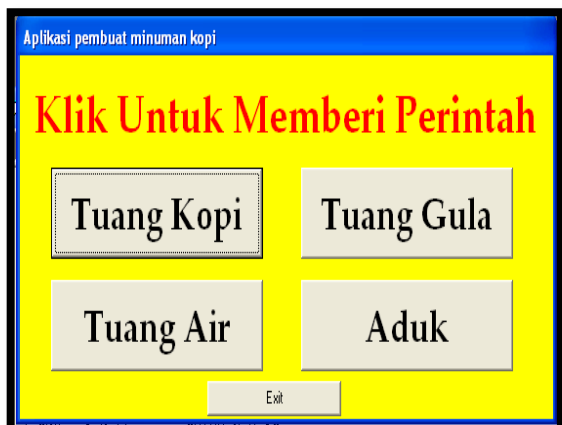 Aplikasi pembuat minuman kopi
Klik Untuk Memberi Perintah
Tuang Kopi
Tuang Gula
Tuang Air
Aduk
Exit